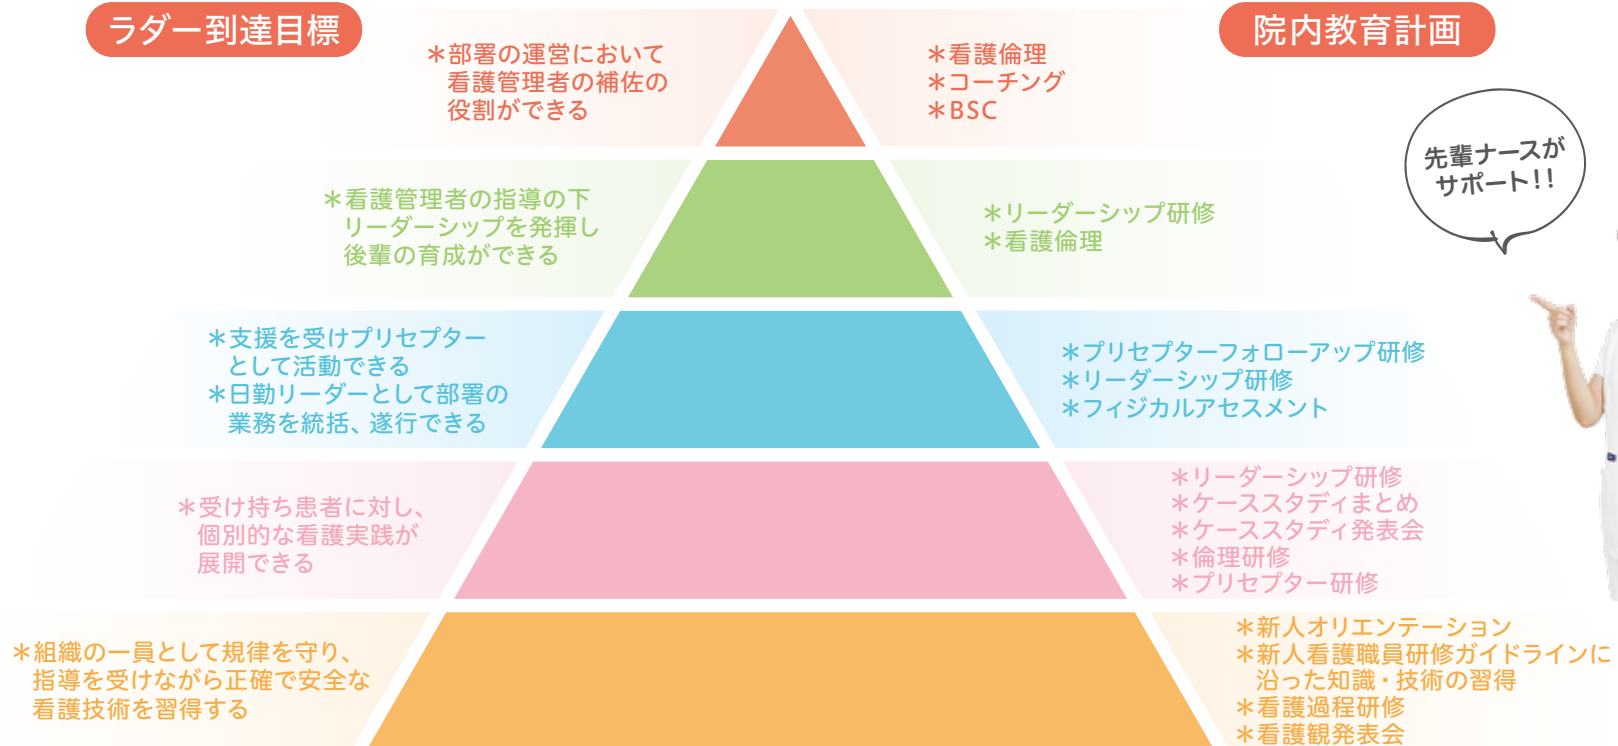 ラダー到達目標
院内教育計画
＊部署の運営において
看護管理者の補佐の
役割ができる
＊看護倫理
＊コーチング
＊BSC
先輩ナースが
サポート!!
＊看護管理者の指導の下
リーダーシップを発揮し
後輩の育成ができる
＊リーダーシップ研修
＊看護倫理
＊支援を受けプリセプター
として活動できる
＊日勤リーダーとして部署の
業務を統括、遂行できる
＊プリセプターフォローアップ研修
＊リーダーシップ研修
＊フィジカルアセスメント
＊受け持ち患者に対し、
個別的な看護実践が
展開できる
＊リーダーシップ研修
＊ケーススタディまとめ
＊ケーススタディ発表会
＊倫理研修
＊プリセプター研修
＊組織の一員として規律を守り、
指導を受けながら正確で安全な
看護技術を習得する
＊新人オリエンテーション
＊新人看護職員研修ガイドラインに
沿った知識・技術の習得
＊看護過程研修
＊看護観発表会